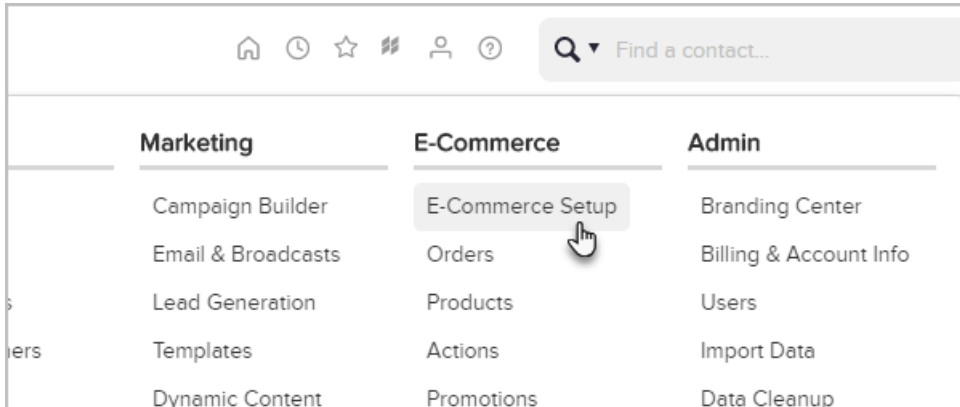 Find a contact...
Marketing
E-Commerce
Admin
Campaign Builder
E-Commerce Setup
Branding Center
Email & Broadcasts
Orders
Billing & Account Info
Lead Generation
Products
Users
Templates
Actions
Import Data
Dynamic Content
Promotions
Data Cleanup